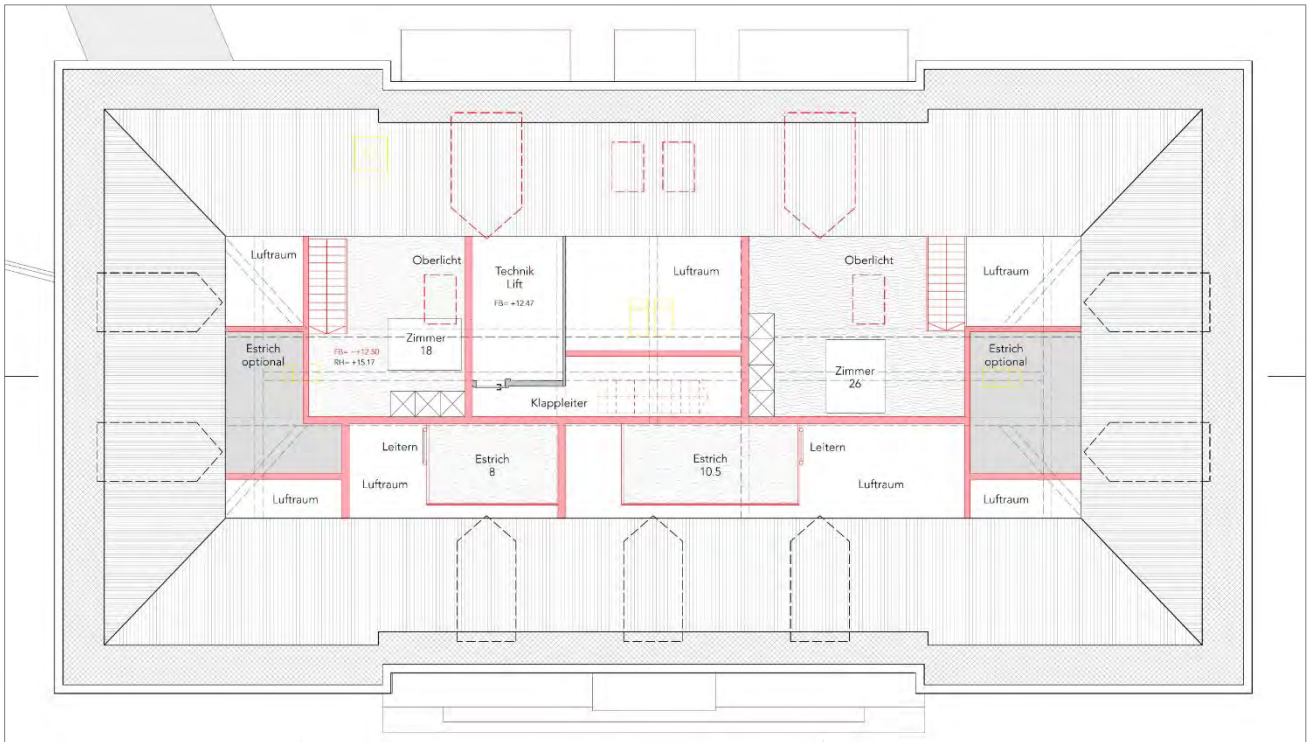 Luftraum
Oberlicht
Technik
Lift
FB= +12.47
Luftraum
Oberlicht
Luftraum
Estrich
optional
FB= +12.50
RH= +15.17
Zimmer
18
Klappleiter
Zimmer
26
Estrich
optional
Leitern
Luftraum
Estrich
8
Estrich
10.5
Leitern
Luftraum
Luftraum
Luftraum